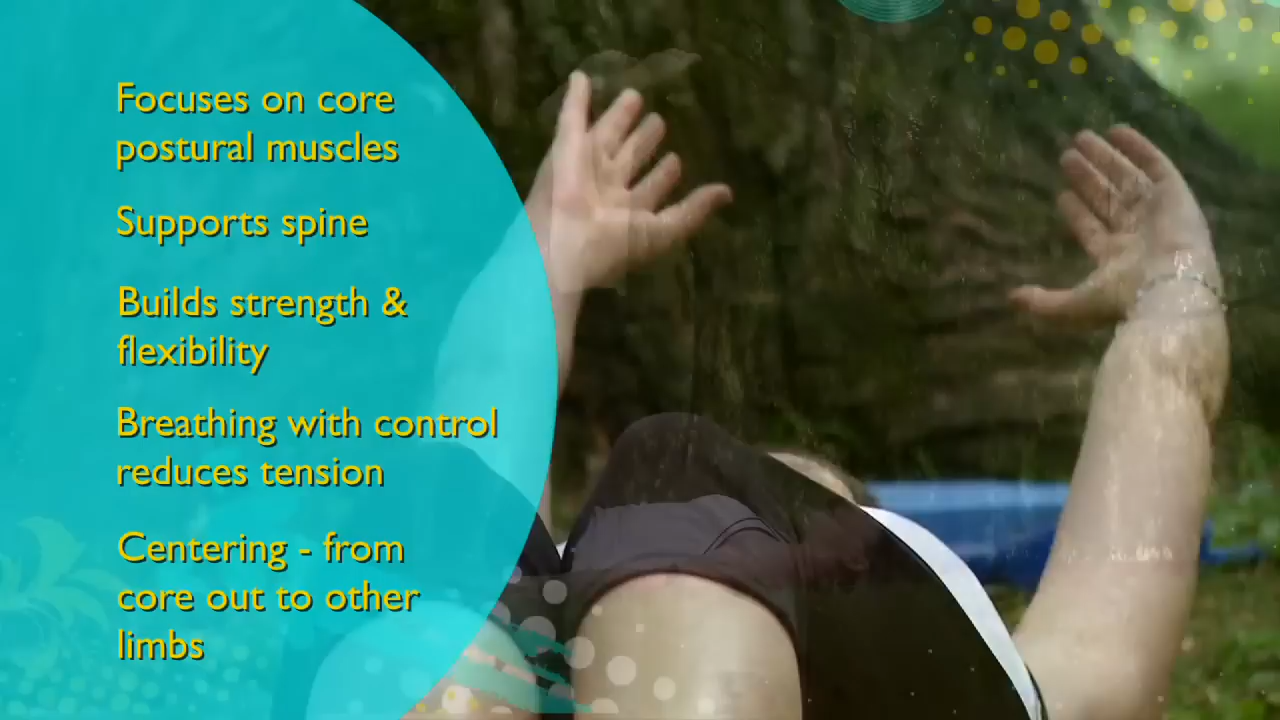 Focuses on core
postural muscles
Supports spine
Builds strength &
flexibility
Breathing with control
reduces tension
Centering - from
core out to other
limbs